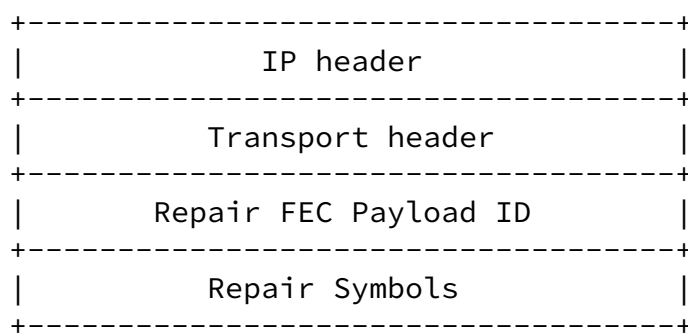 +------------------------------------+
|             IP header              |
+------------------------------------+
|          Transport header          |
+------------------------------------+
|       Repair FEC Payload ID        |
+------------------------------------+
|          Repair Symbols            |
+------------------------------------+